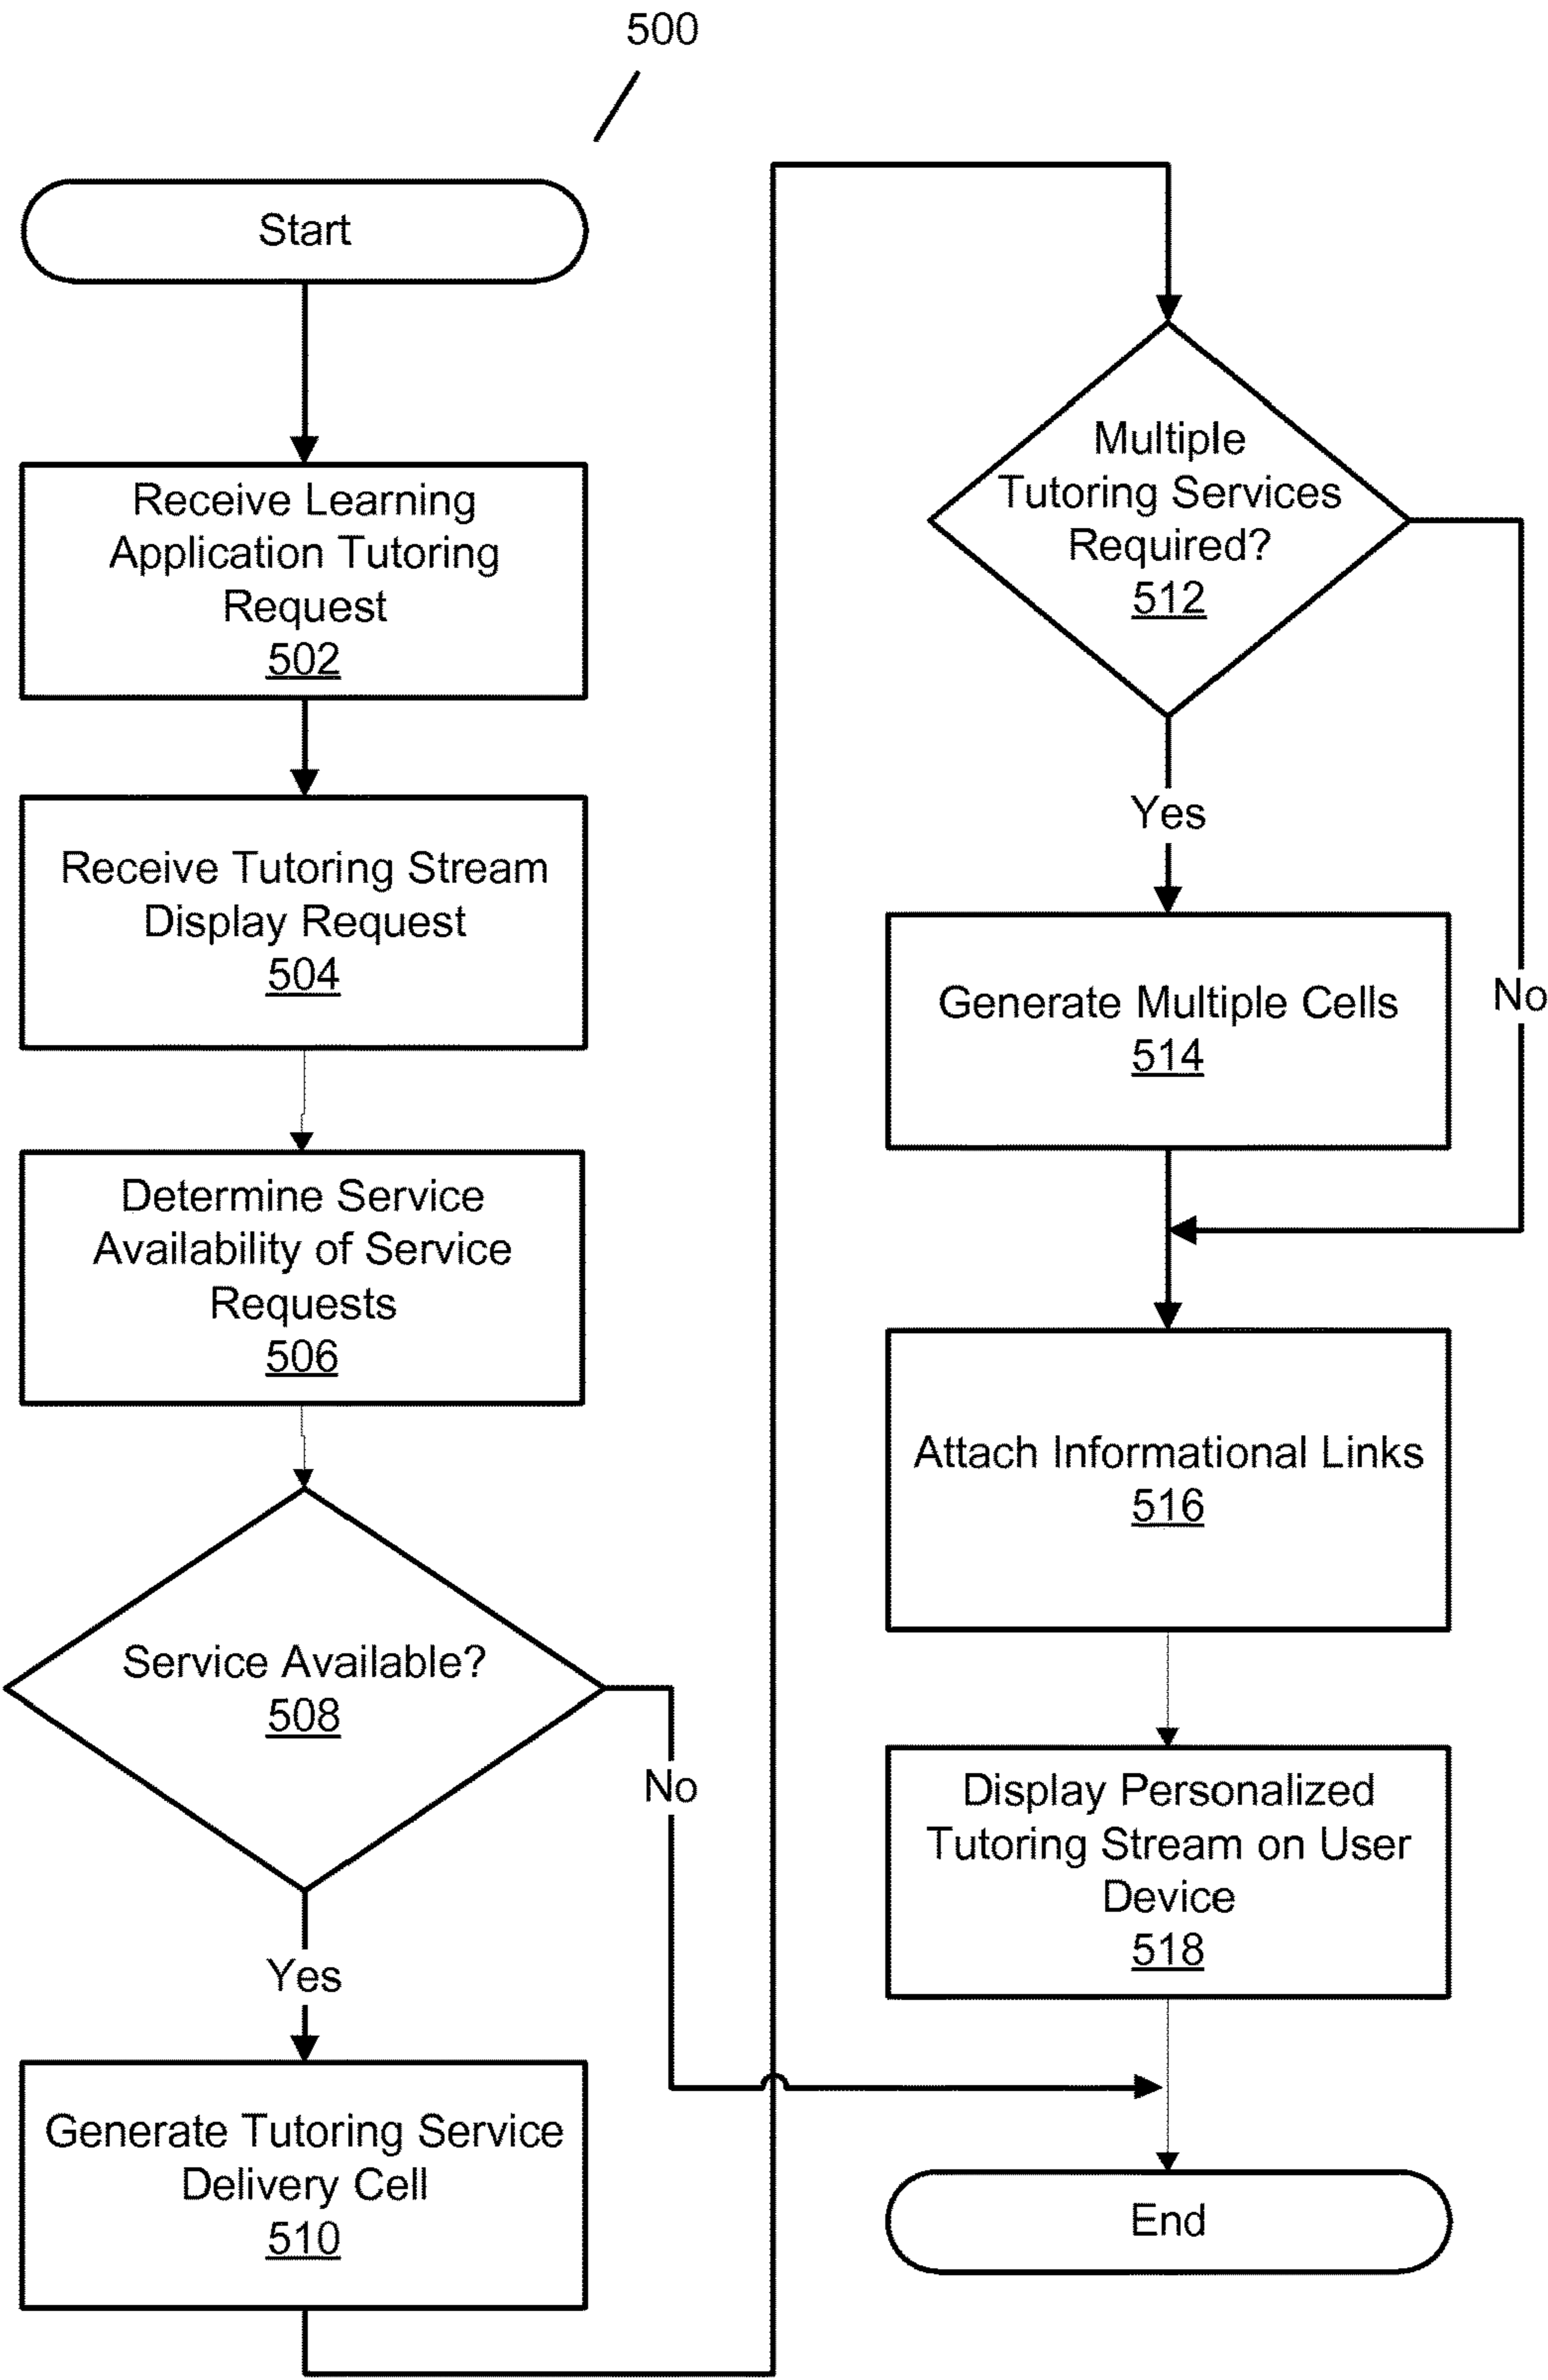 500
Start
Receive Learning
Application Tutoring
Request
502
Receive Tutoring Stream
Display Request
504
Determine Service
Availability of Service
Requests
506
Service Available?
508
No
Yes
Generate Tutoring Service
Delivery Cell
510
Multiple
Tutoring Services
Required?
512
Yes
No
Generate Multiple Cells
514
Attach Informational Links
516
Display Personalized
Tutoring Stream on User
Device
518
End